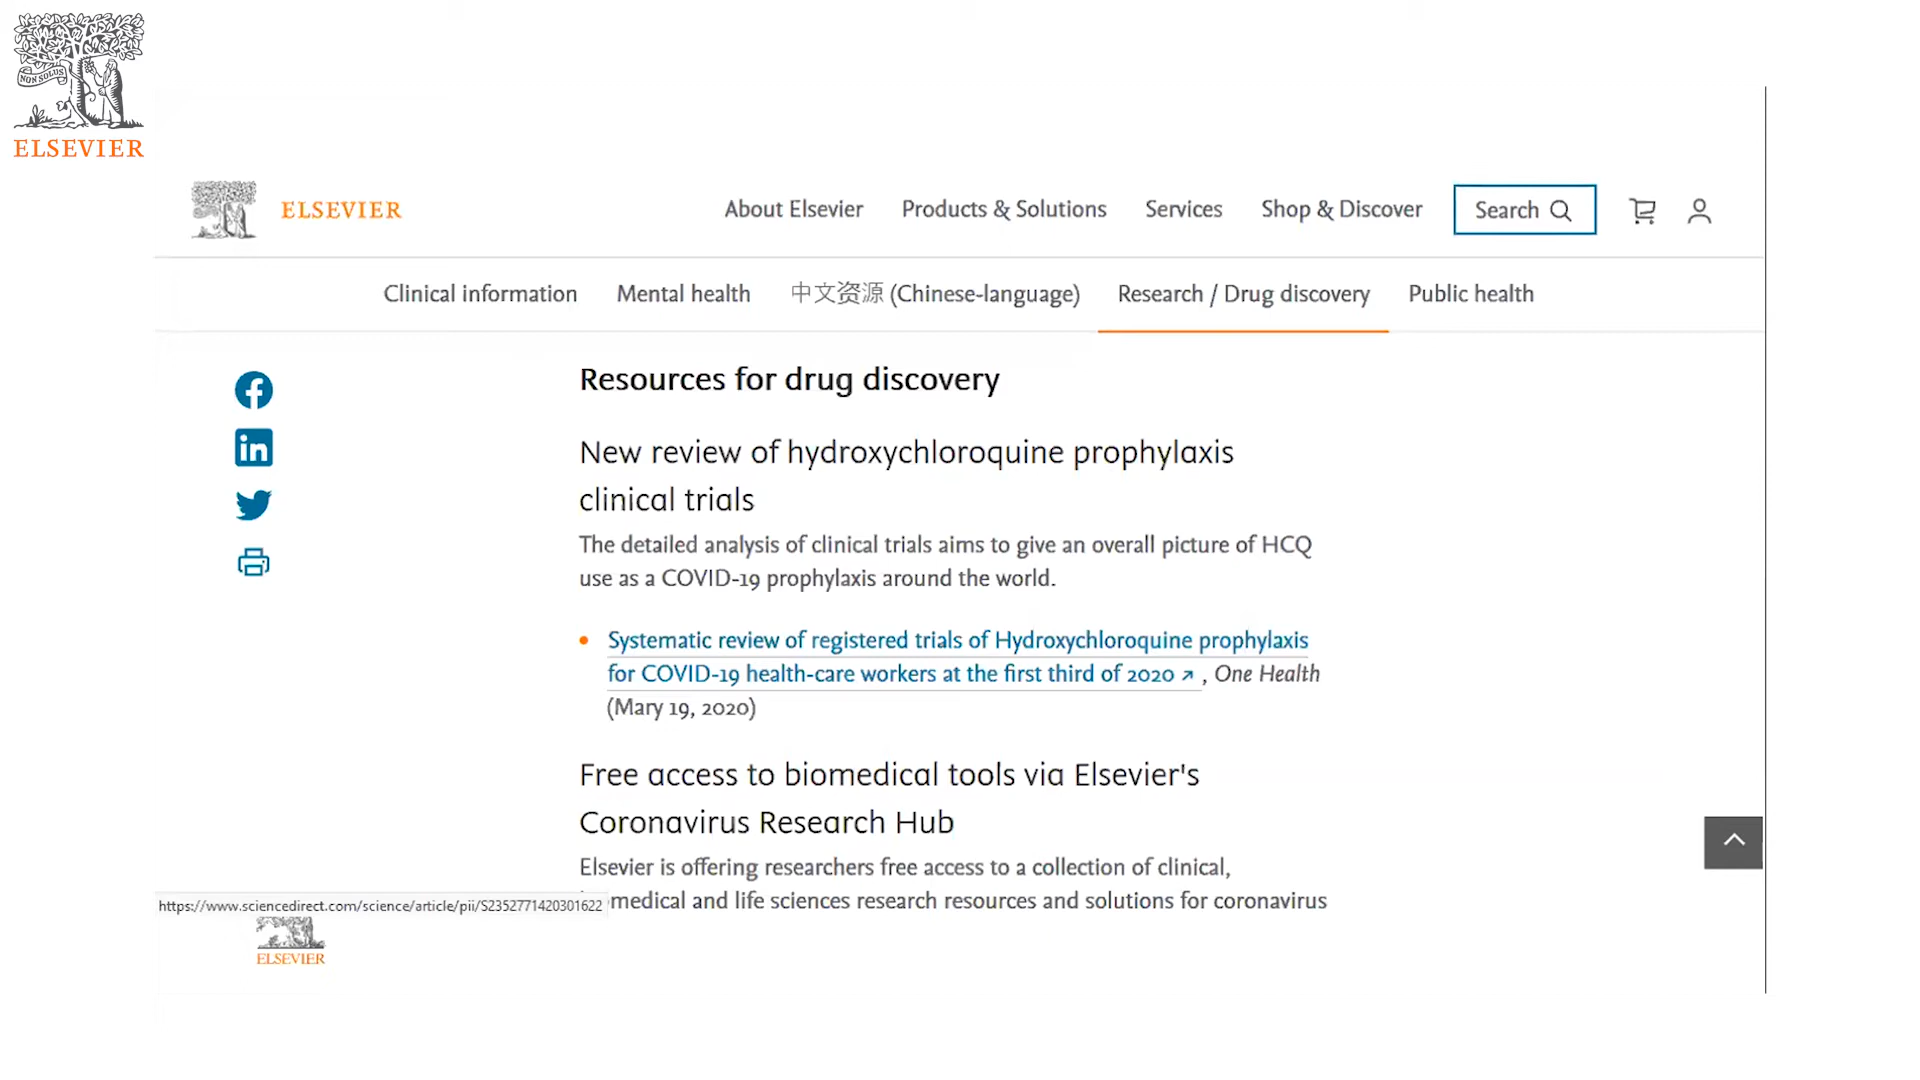 NON SOLUS
ELSEVIER
ELSEVIER
About Elsevier Products & Solutions Services Shop & Discover Search
Clinical information Mental health 中文资源 (Chinese-language) Research / Drug discovery Public health
Resources for drug discovery
New review of hydroxychloroquine prophylaxis
clinical trials
The detailed analysis of clinical trials aims to give an overall picture of HCQ
use as a COVID-19 prophylaxis around the world.
• Systematic review of registered trials of Hydroxychloroquine prophylaxis
for COVID-19 health-care workers at the first third of 2020 ↗ , One Health
(Mary 19, 2020)
Free access to biomedical tools via Elsevier's
Coronavirus Research Hub
Elsevier is offering researchers free access to a collection of clinical,
medical and life sciences research resources and solutions for coronavirus
https://www.sciencedirect.com/science/article/pii/S2352771420301622
ELSEVIER